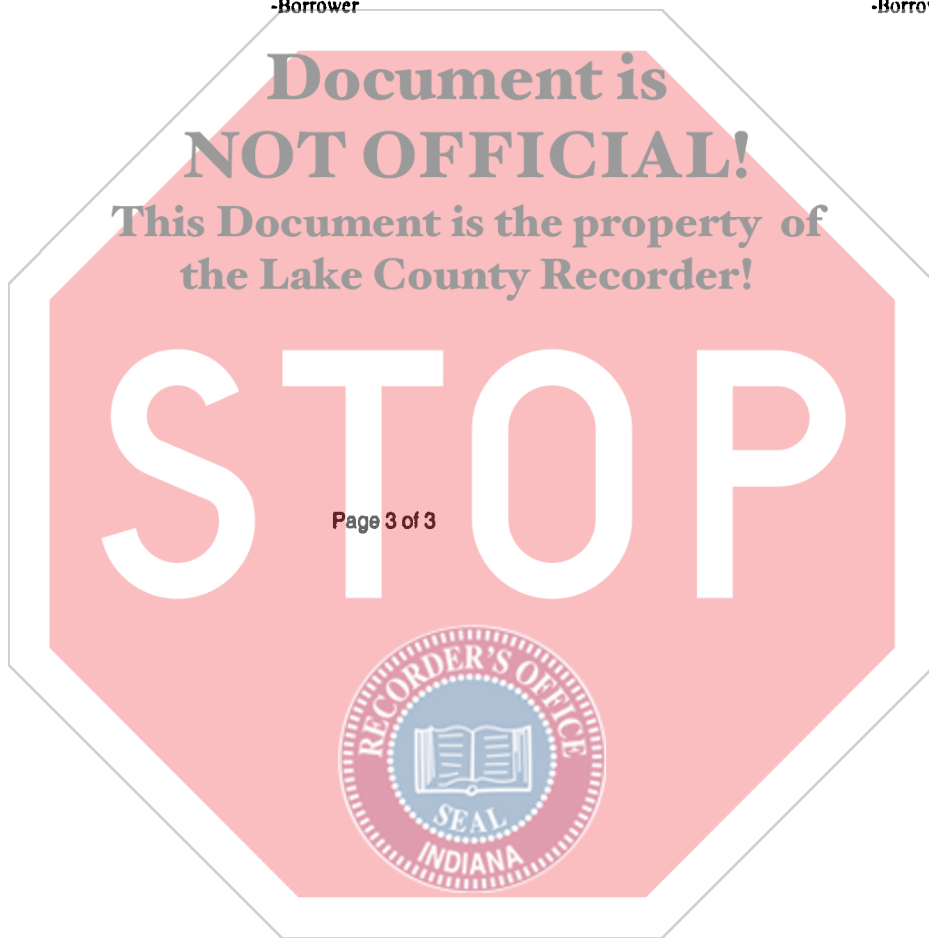 -Borrower
Document is
NOT OFFICIAL!
This Document is the property of
the Lake County Recorder!
STOP
Page 3 of 3
RECORDER'S OFFICE
SEAL
INDIANA